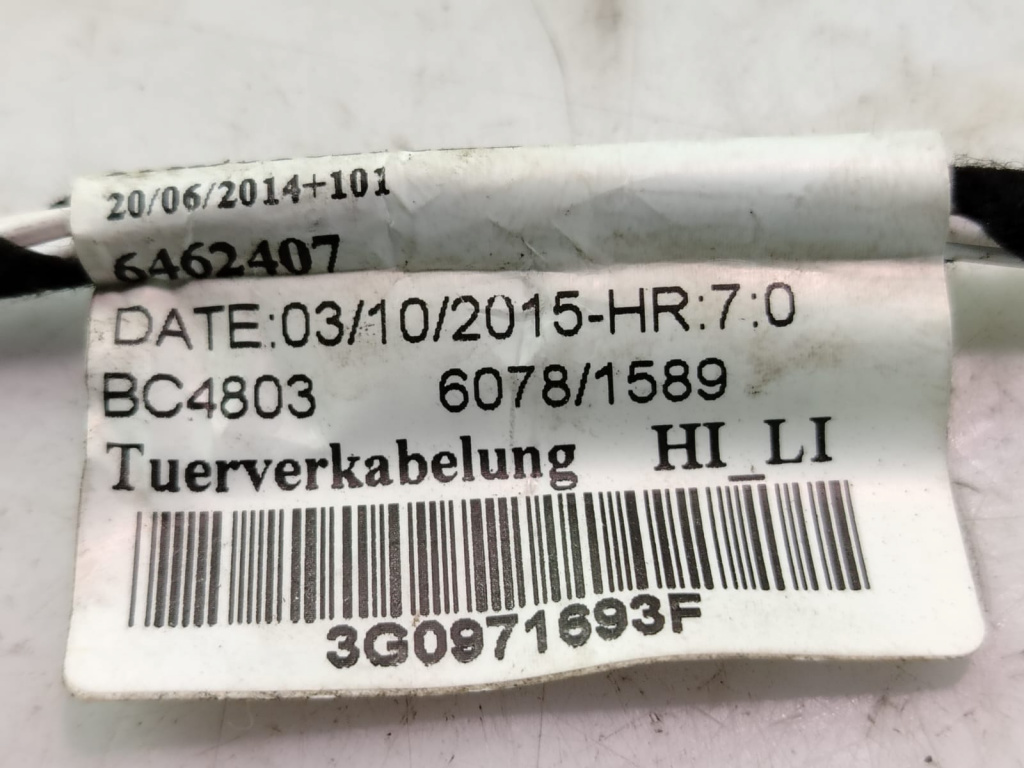 20/06/2014+101
6462407
DATE:03/10/2015-HR:7:0
BC4803 6078/1589
Tuerverkabelung HI_LI
3G0971693F